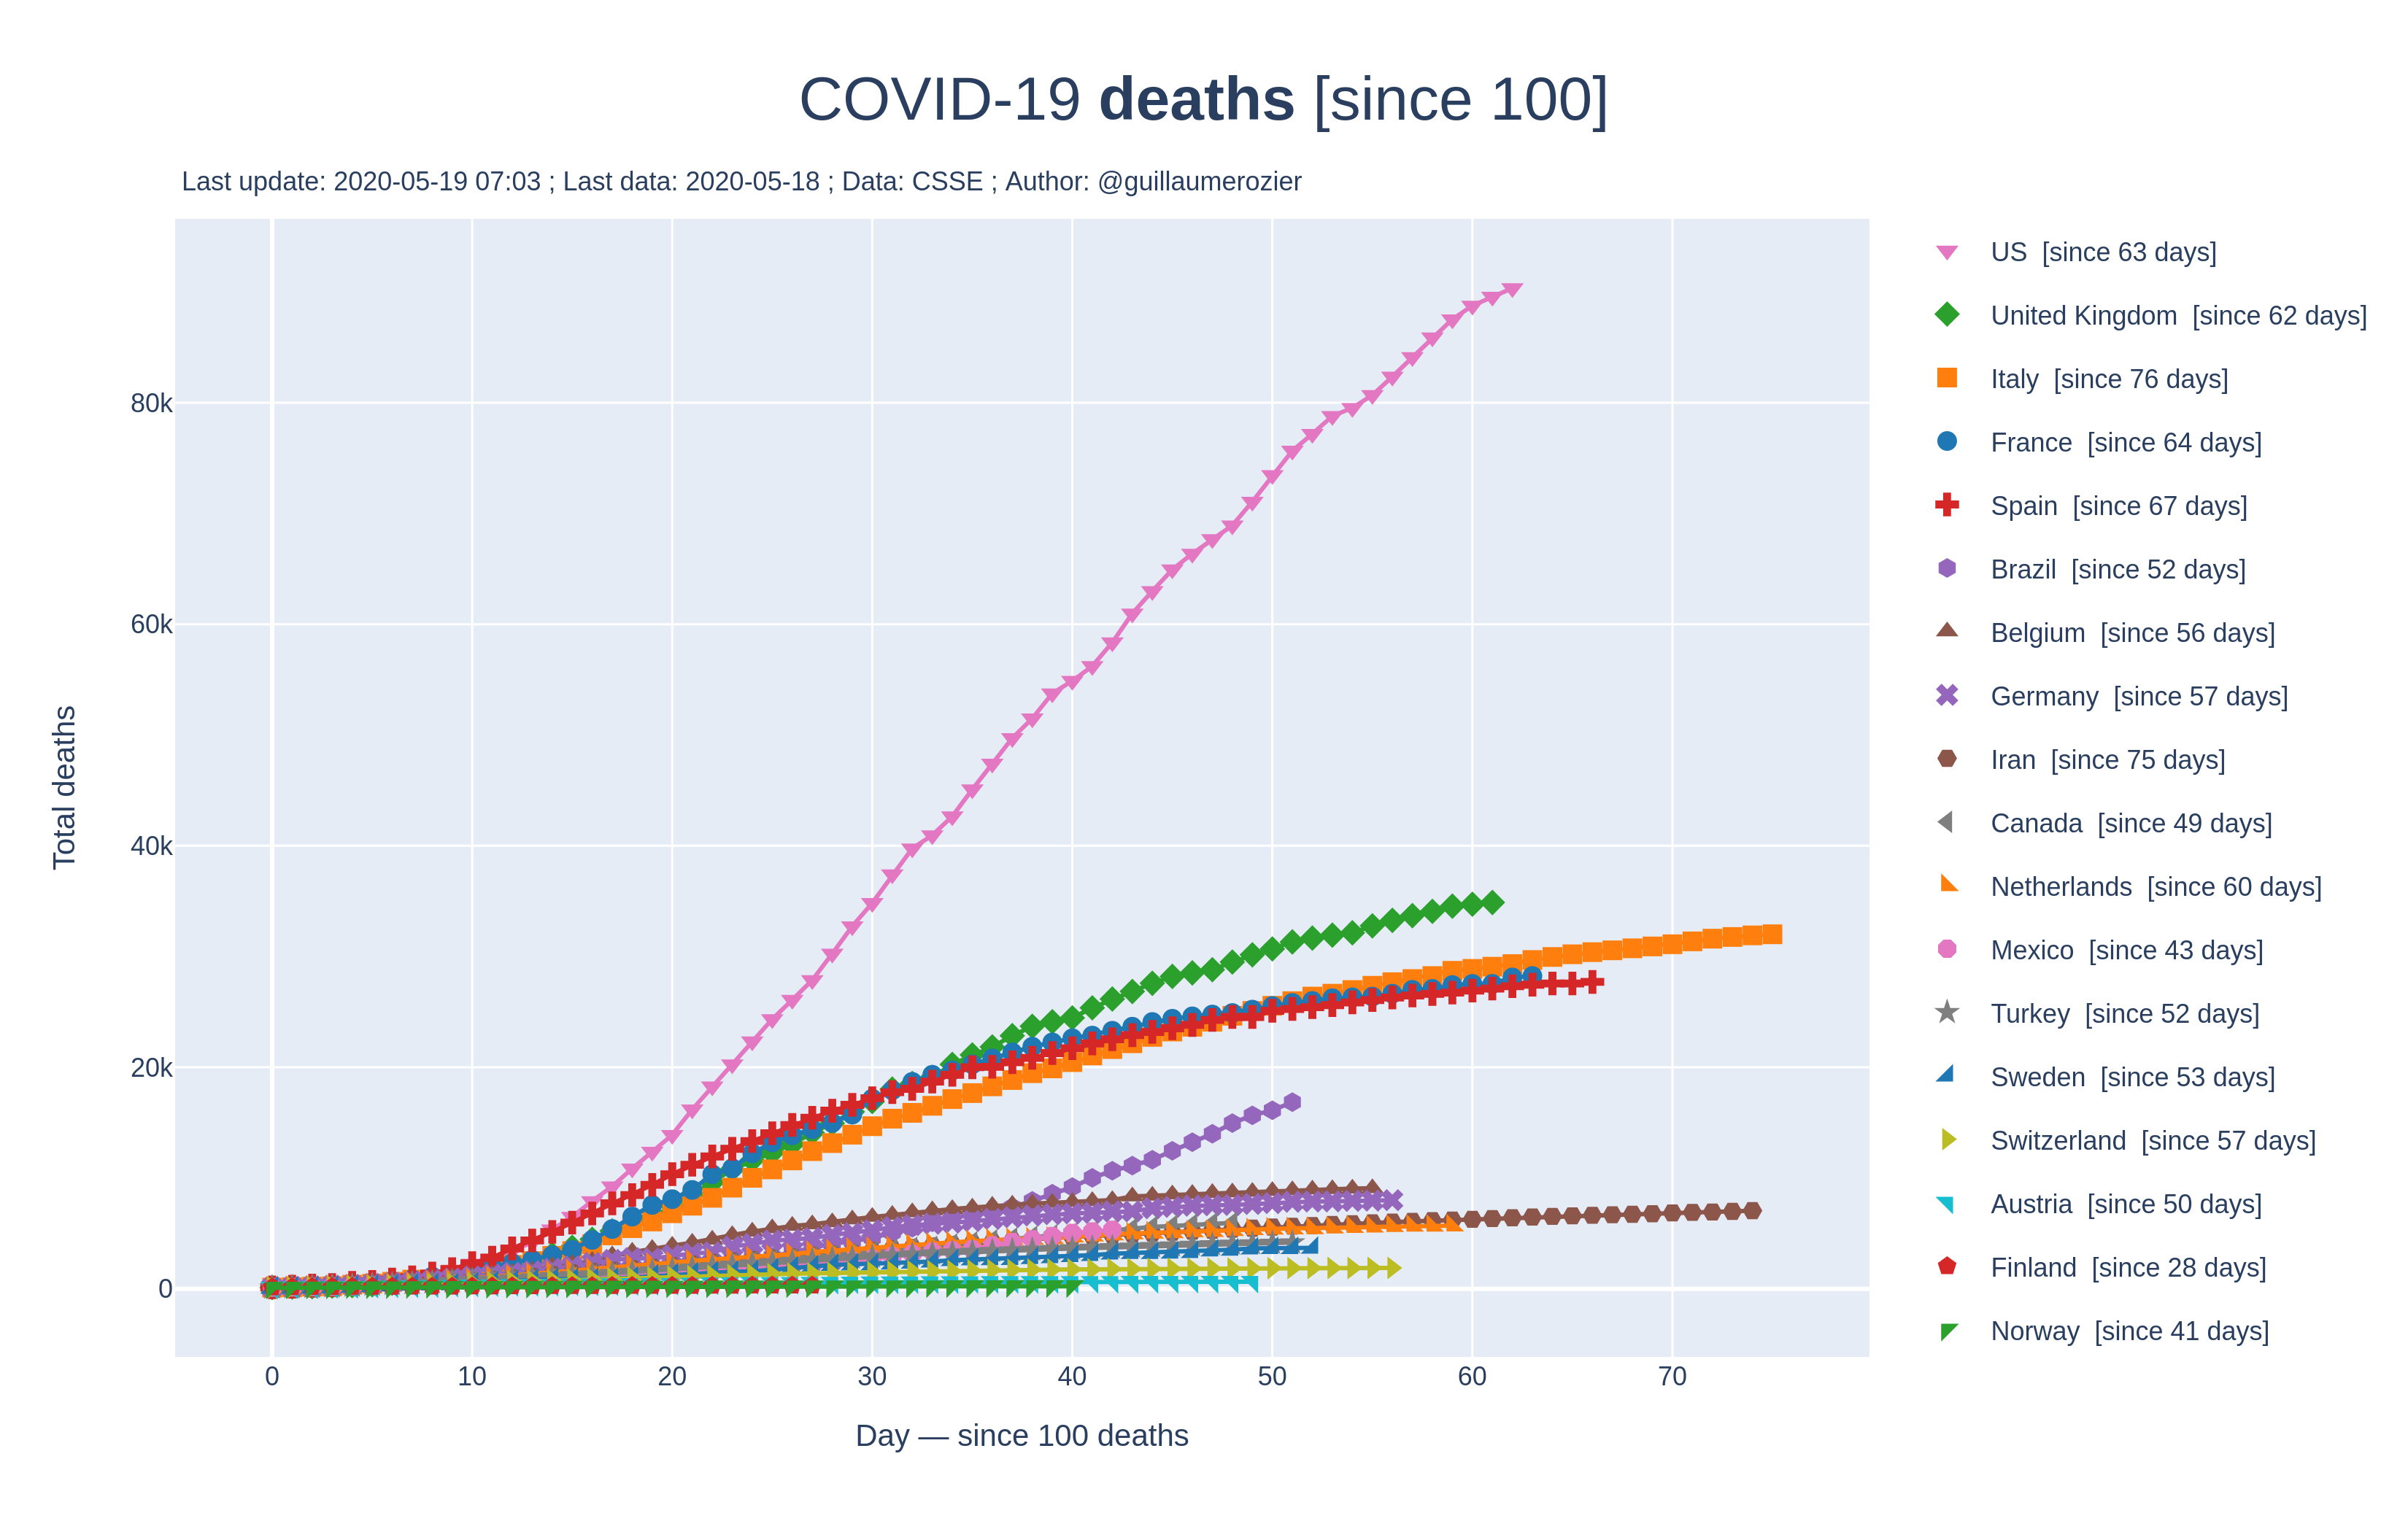 COVID-19 deaths [since 100]
Last update: 2020-05-19 07:03 ; Last data: 2020-05-18 ; Data: CSSE ; Author: @guillaumerozier
Total deaths
80k
60k
40k
20k
0
0 10 20 30 40 50 60 70
Day — since 100 deaths
US [since 63 days]
United Kingdom [since 62 days]
Italy [since 76 days]
France [since 64 days]
Spain [since 67 days]
Brazil [since 52 days]
Belgium [since 56 days]
Germany [since 57 days]
Iran [since 75 days]
Canada [since 49 days]
Netherlands [since 60 days]
Mexico [since 43 days]
Turkey [since 52 days]
Sweden [since 53 days]
Switzerland [since 57 days]
Austria [since 50 days]
Finland [since 28 days]
Norway [since 41 days]